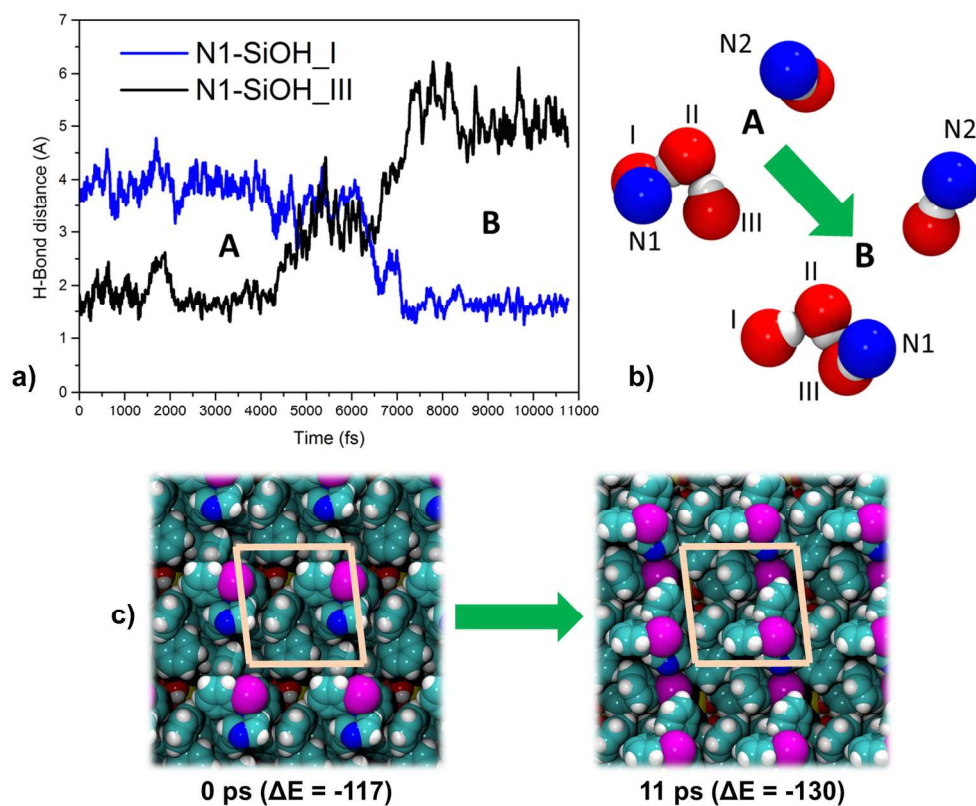 N1-SiOH_I
N1-SiOH_III
H-Bond distance (A)
7
6
5
4
3
2
1
0
A
B
0 1000 2000 3000 4000 5000 6000 7000 8000 9000 10000 11000
Time (fs)
a)
N2
A
II
I
N1
III
N2
B
II
I
N1
III
b)
c)
0 ps (ΔE = -117)
11 ps (ΔE = -130)